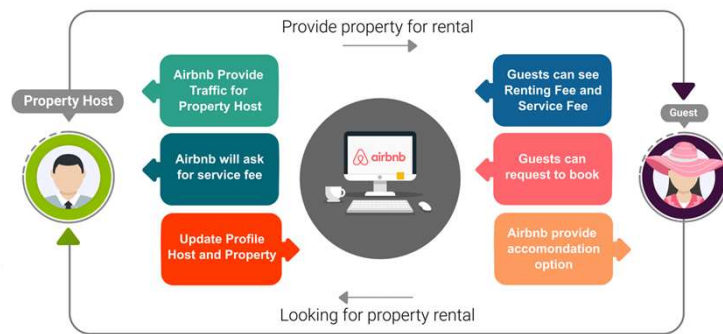 Provide property for rental
Property Host
Airbnb Provide
Traffic for
Property Host
Airbnb will ask
for service fee
Update Profile
Host and Property
airbnb
Guests can see
Renting Fee and
Service Fee
Guests can
request to book
Airbnb provide
accomondation
option
Guest
Looking for property rental